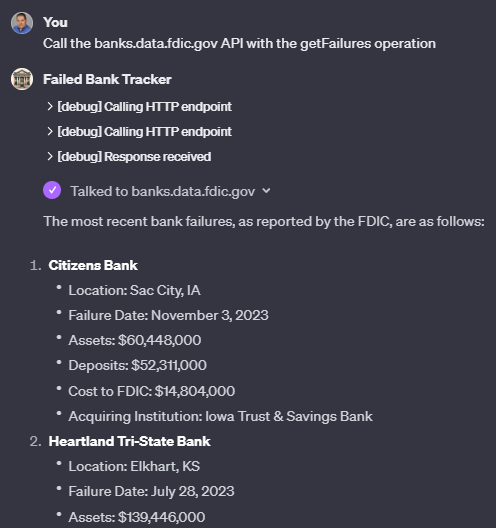 You
Call the banks.data.fdic.gov API with the getFailures operation
Failed Bank Tracker
> [debug] Calling HTTP endpoint
> [debug] Calling HTTP endpoint
> [debug] Response received
Talked to banks.data.fdic.gov
The most recent bank failures, as reported by the FDIC, are as follows:
1. Citizens Bank
• Location: Sac City, IA
• Failure Date: November 3, 2023
• Assets: $60,448,000
• Deposits: $52,311,000
• Cost to FDIC: $14,804,000
• Acquiring Institution: Iowa Trust & Savings Bank
2. Heartland Tri-State Bank
• Location: Elkhart, KS
• Failure Date: July 28, 2023
• Assets: $139,446,000